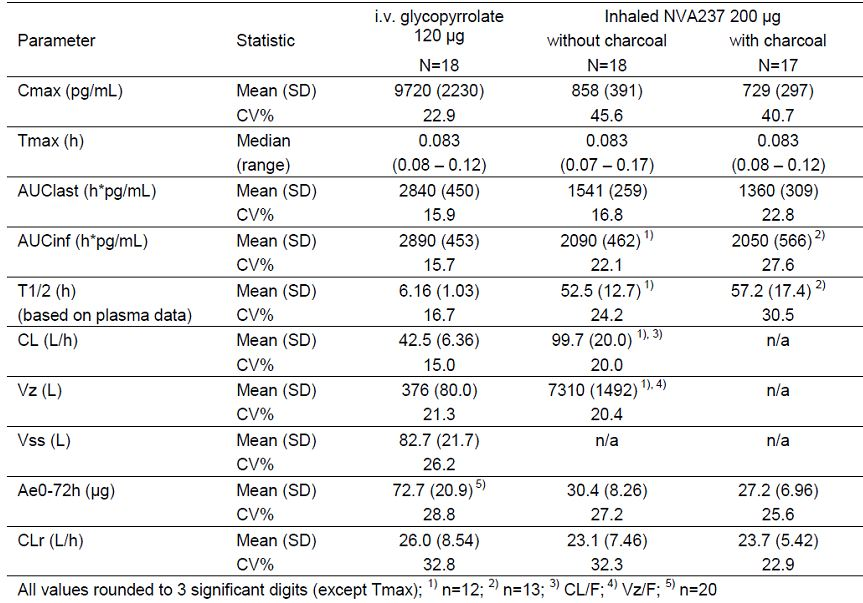 i.v. glycopyrrolate Inhaled NVA237 200 µg
120 µg
Parameter Statistic without charcoal with charcoal
N=18 N=18 N=17
Cmax (pg/mL) Mean (SD) 9720 (2230) 858 (391) 729 (297)
CV% 22.9 45.6 40.7
Tmax (h) Median 0.083 0.083 0.083
(range) (0.08 – 0.12) (0.07 – 0.17) (0.08 – 0.12)
AUClast (h*pg/mL) Mean (SD) 2840 (450) 1541 (259) 1360 (309)
CV% 15.9 16.8 22.8
AUCinf (h*pg/mL) Mean (SD) 2890 (453) 2090 (462) 1) 2050 (566) 2)
CV% 15.7 22.1 27.6
T1/2 (h) Mean (SD) 6.16 (1.03) 52.5 (12.7) 1) 57.2 (17.4) 2)
(based on plasma data) CV% 16.7 24.2 30.5
CL (L/h) Mean (SD) 42.5 (6.36) 99.7 (20.0) 1), 3) n/a
CV% 15.0 20.0
Vz (L) Mean (SD) 376 (80.0) 7310 (1492) 1), 4) n/a
CV% 21.3 20.4
Vss (L) Mean (SD) 82.7 (21.7) n/a n/a
CV% 26.2
Ae0-72h (µg) Mean (SD) 72.7 (20.9) 5) 30.4 (8.26) 27.2 (6.96)
CV% 28.8 27.2 25.6
CLr (L/h) Mean (SD) 26.0 (8.54) 23.1 (7.46) 23.7 (5.42)
CV% 32.8 32.3 22.9
All values rounded to 3 significant digits (except Tmax); 1) n=12; 2) n=13; 3) CL/F; 4) Vz/F; 5) n=20